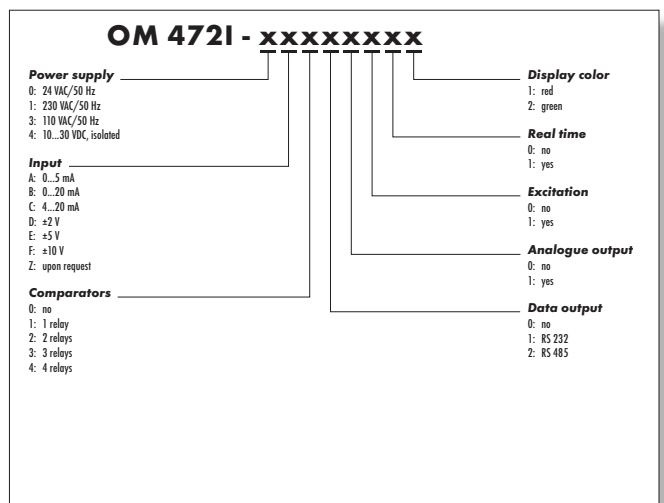 OM 472I - xxxxxxxx
Power supply
0: 24 VAC/50 Hz
1: 230 VAC/50 Hz
3: 110 VAC/50 Hz
4: 10...30 VDC, isolated
Input
A: 0...5 mA
B: 0...20 mA
C: 4...20 mA
D: ±2 V
E: ±5 V
F: ±10 V
Z: upon request
Comparators
0: no
1: 1 relay
2: 2 relays
3: 3 relays
4: 4 relays
Display color
1: red
2: green
Real time
0: no
1: yes
Excitation
0: no
1: yes
Analogue output
0: no
1: yes
Data output
0: no
1: RS 232
2: RS 485